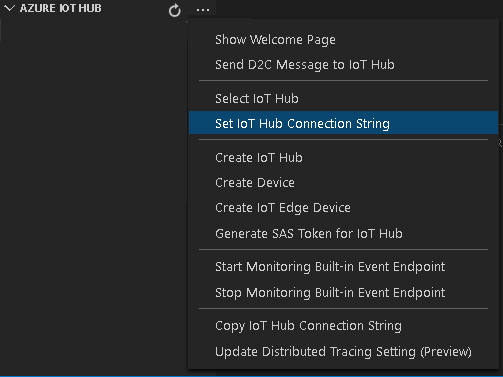 AZURE IOT HUB
Show Welcome Page
Send D2C Message to IoT Hub
Select IoT Hub
Set IoT Hub Connection String
Create IoT Hub
Create Device
Create IoT Edge Device
Generate SAS Token for IoT Hub
Start Monitoring Built-in Event Endpoint
Stop Monitoring Built-in Event Endpoint
Copy IoT Hub Connection String
Update Distributed Tracing Setting (Preview)